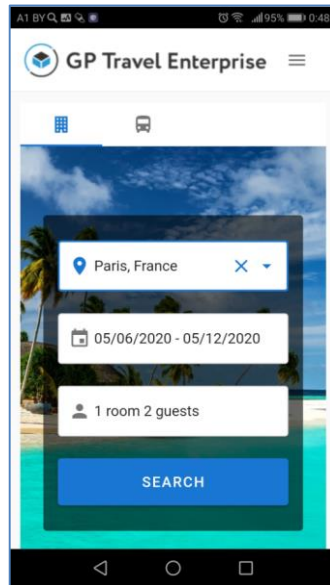 A1 BY 95% 0:48
GP Travel Enterprise
Paris, France
05/06/2020 - 05/12/2020
1 room 2 guests
SEARCH